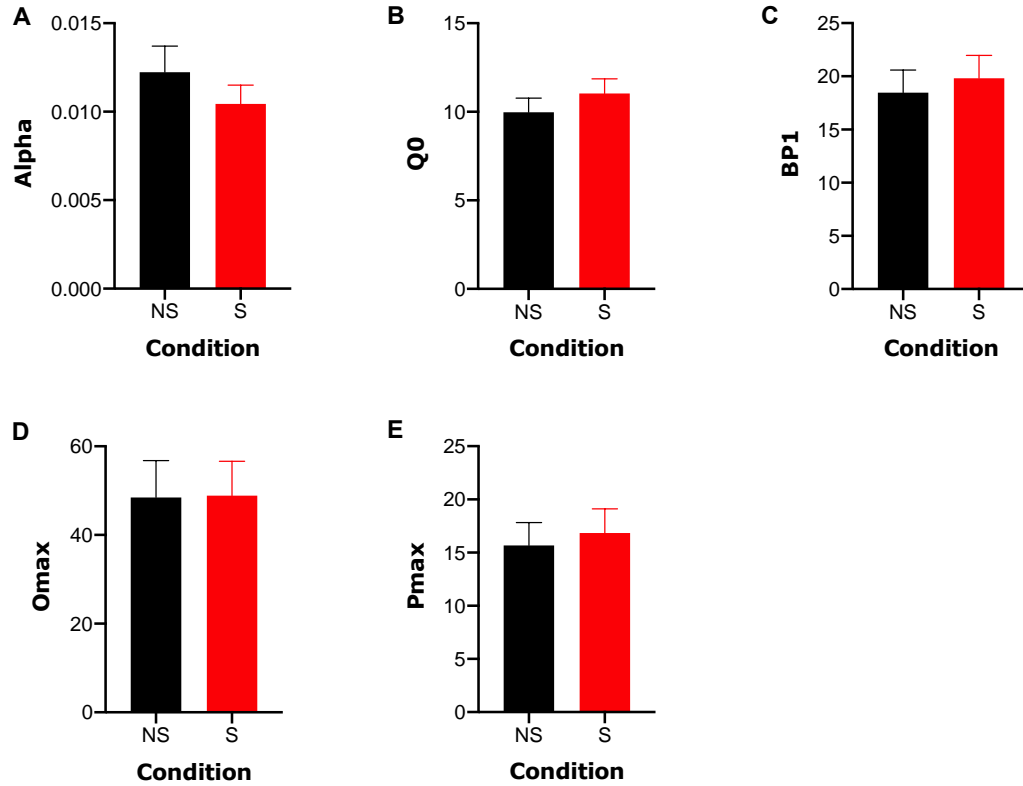 A
Alpha
0.015
0.010
0.005
0.000
NS S
Condition
B
Q0
15
10
5
0
NS S
Condition
C
BP1
25
20
15
10
5
0
NS S
Condition
D
Omax
60
40
20
0
NS S
Condition
E
Pmax
25
20
15
10
5
0
NS S
Condition